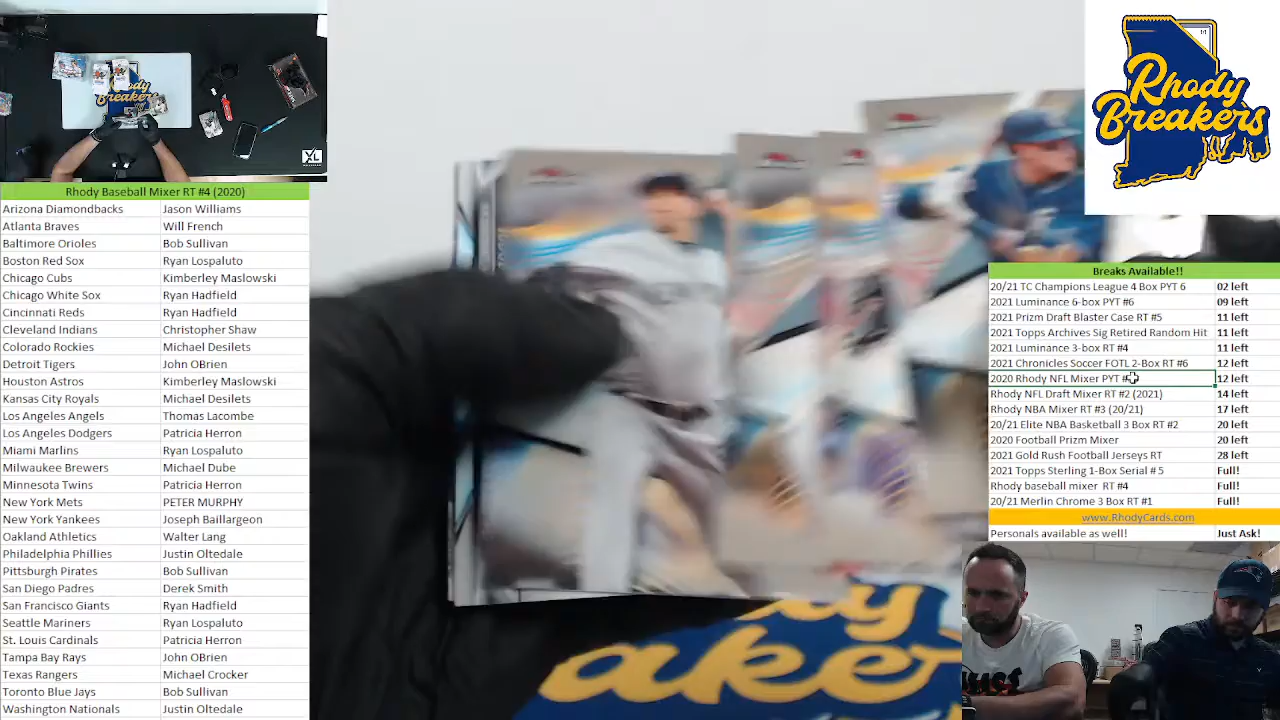 Rhody Baseball Mixer RT #4 (2020)
Arizona Diamondbacks Jason Williams
Atlanta Braves Will French
Baltimore Orioles Bob Sullivan
Boston Red Sox Ryan Lospaluto
Chicago Cubs Kimberley Maslowski
Chicago White Sox Ryan Hadfield
Cincinnati Reds Ryan Hadfield
Cleveland Indians Christopher Shaw
Colorado Rockies Michael Desilets
Detroit Tigers John OBrien
Houston Astros Kimberley Maslowski
Kansas City Royals Michael Desilets
Los Angeles Angels Thomas Lacombe
Los Angeles Dodgers Patricia Herron
Miami Marlins Ryan Lospaluto
Milwaukee Brewers Michael Dube
Minnesota Twins Patricia Herron
New York Mets PETER MURPHY
New York Yankees Joseph Baillargeon
Oakland Athletics Walter Lang
Philadelphia Phillies Justin Oltedale
Pittsburgh Pirates Bob Sullivan
San Diego Padres Derek Smith
San Francisco Giants Ryan Hadfield
Seattle Mariners Ryan Lospaluto
St. Louis Cardinals Patricia Herron
Tampa Bay Rays John OBrien
Texas Rangers Michael Crocker
Toronto Blue Jays Bob Sullivan
Washington Nationals Justin Oltedale
XL
Rhody
Breakers
Rhody
Breakers
Breaks Available!!
20/21 TC Champions League 4 Box PYT 6 02 left
2021 Luminance 6-box PYT #6 09 left
2021 Prizm Draft Blaster Case RT #5 11 left
2021 Topps Archives Sig Retired Random Hit 11 left
2021 Luminance 3-box RT #4 11 left
2021 Chronicles Soccer FOTL 2-Box RT #6 12 left
2020 Rhody NFL Mixer PYT # 12 left
Rhody NFL Draft Mixer RT #2 (2021) 14 left
Rhody NBA Mixer RT #3 (20/21) 17 left
20/21 Elite NBA Basketball 3 Box RT #2 20 left
2020 Football Prizm Mixer 20 left
2021 Gold Rush Football Jerseys RT 28 left
2021 Topps Sterling 1-Box Serial # 5 Full!
Rhody baseball mixer RT #4 Full!
20/21 Merlin Chrome 3 Box RT #1 Full!
www.RhodyCards.com
Personals available as well! Just Ask!